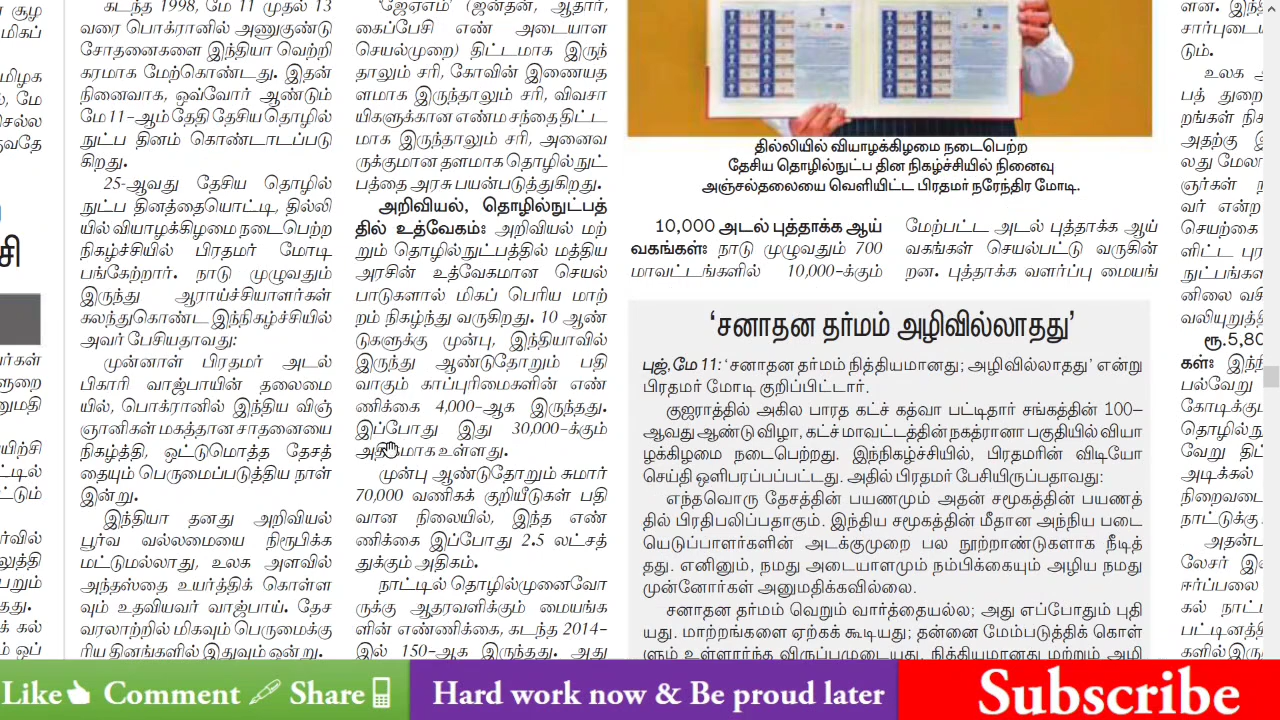 கடந்த 1998, மே 11 முதல் 13
வரை பொக்ரானில் அணுகுண்டு
சோதனைகளை இந்தியா வெற்றி
கரமாக மேற்கொண்டது. இதன்
நினைவாக, ஒவ்வோர் ஆண்டும்
மே 11-ஆம் தேதி தேசிய தொழில்
நுட்ப தினம் கொண்டாடப்படு
கிறது.
25-ஆவது தேசிய தொழில்
நுட்ப தினத்தையொட்டி, தில்லி
யில் வியாழக்கிழமை நடைபெற்ற
நிகழ்ச்சியில் பிரதமர் மோடி
பங்கேற்றார். நாடு முழுவதும்
இருந்து ஆராய்ச்சியாளர்கள்
கலந்துகொண்ட இந்நிகழ்ச்சியில்
அவர் பேசியதாவது:
முன்னாள் பிரதமர் அடல்
பிகாரி வாஜ்பாயின் தலைமை
யில், பொக்ரானில் இந்திய விஞ்
ஞானிகள் மகத்தான சாதனையை
நிகழ்த்தி, ஒட்டுமொத்த தேசத்
தையும் பெருமைப்படுத்திய நாள்
இன்று.
இந்தியா தனது அறிவியல்
பூர்வ வல்லமையை நிரூபிக்க
மட்டுமல்லாது, உலக அளவில்
அந்தஸ்தை உயர்த்திக் கொள்ள
வும் உதவியவர் வாஜ்பாய். தேச
வரலாற்றில் மிகவும் பெருமைக்கு
ரிய தினங்களில் இதுவும் ஒன்று.
'ஜேஏஎம்' (ஜன்தன், ஆதார்,
கைப்பேசி எண் அடையாள
செயல்முறை) திட்டமாக இருந்
தாலும் சரி, கோவின் இணையத
ளமாக இருந்தாலும் சரி, விவசா
யிகளுக்கான எண்ம சந்தை திட்ட
மாக இருந்தாலும் சரி, அனைவ
ருக்குமான தளமாக தொழில்நுட்
பத்தை அரசு பயன்படுத்துகிறது.
அறிவியல், தொழில்நுட்பத்
தில் உத்வேகம்: அறிவியல் மற்
றும் தொழில்நுட்பத்தில் மத்திய
அரசின் உத்வேகமான செயல்
பாடுகளால் மிகப் பெரிய மாற்
றம் நிகழ்ந்து வருகிறது. 10 ஆண்
டுகளுக்கு முன்பு, இந்தியாவில்
இருந்து ஆண்டுதோறும் பதி
வாகும் காப்புரிமைகளின் எண்
ணிக்கை 4,000-ஆக இருந்தது.
இப்போது இது 30,000-க்கும்
அதிகமாக உள்ளது.
முன்பு ஆண்டுதோறும் சுமார்
70,000 வணிகக் குறியீடுகள் பதி
வான நிலையில், இந்த எண்
ணிக்கை இப்போது 2.5 லட்சத்
துக்கும் அதிகம்.
நாட்டில் தொழில்முனைவோ
ருக்கு ஆதரவளிக்கும் மையங்க
ளின் எண்ணிக்கை, கடந்த 2014-
இல் 150-ஆக இருந்தது. அது
தில்லியில் வியாழக்கிழமை நடைபெற்ற
தேசிய தொழில்நுட்ப தின நிகழ்ச்சியில் நினைவு
அஞ்சல்தலையை வெளியிட்ட பிரதமர் நரேந்திர மோடி.
10,000 அடல் புத்தாக்க ஆய்
வகங்கள்: நாடு முழுவதும் 700
மாவட்டங்களில் 10,000-க்கும்
மேற்பட்ட அடல் புத்தாக்க ஆய்
வகங்கள் செயல்பட்டு வருகின்
றன. புத்தாக்க வளர்ப்பு மையங்
'சனாதன தர்மம் அழிவில்லாதது'
புஜ், மே 11: 'சனாதன தர்மம் நித்தியமானது; அழிவில்லாதது' என்று
பிரதமர் மோடி குறிப்பிட்டார்.
குஜராத்தில் அகில பாரத கட்ச் கத்வா பட்டிதார் சங்கத்தின் 100-
ஆவது ஆண்டு விழா, கட்ச் மாவட்டத்தின் நகத்ரானா பகுதியில் வியா
ழக்கிழமை நடைபெற்றது. இந்நிகழ்ச்சியில், பிரதமரின் விடியோ
செய்தி ஒளிபரப்பப்பட்டது. அதில் பிரதமர் பேசியிருப்பதாவது:
எந்தவொரு தேசத்தின் பயணமும் அதன் சமூகத்தின் பயணத்
தில் பிரதிபலிப்பதாகும். இந்திய சமூகத்தின் மீதான அந்நிய படை
யெடுப்பாளர்களின் அடக்குமுறை பல நூற்றாண்டுகளாக நீடித்
தது. எனினும், நமது அடையாளமும் நம்பிக்கையும் அழிய நமது
முன்னோர்கள் அனுமதிக்கவில்லை.
சனாதன தர்மம் வெறும் வார்த்தையல்ல; அது எப்போதும் புதி
யது. மாற்றங்களை ஏற்கக் கூடியது; தன்னை மேம்படுத்திக் கொள்
ளும் உள்ளார்ந்த விருப்பமுடையது. நித்தியமானது மற்றும் அழி
Like Comment Share
Hard work now & Be proud later
Subscribe